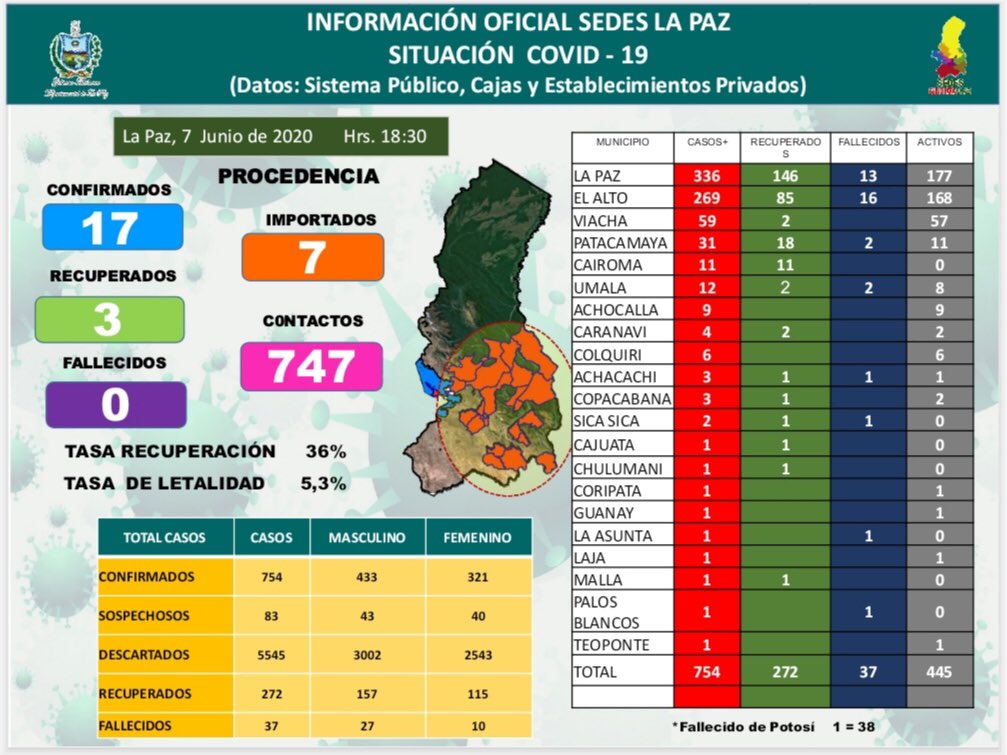 INFORMACIÓN OFICIAL SEDES LA PAZ
SITUACIÓN COVID - 19
(Datos: Sistema Público, Cajas y Establecimientos Privados)
SEDES
La Paz, 7 Junio de 2020 Hrs. 18:30
CONFIRMADOS
17
RECUPERADOS
3
FALLECIDOS
0
PROCEDENCIA
IMPORTADOS
7
C0NTACTOS
747
TASA RECUPERACIÓN 36%
TASA DE LETALIDAD 5,3%
TOTAL CASOS CASOS MASCULINO FEMENINO
CONFIRMADOS 754 433 321
SOSPECHOSOS 83 43 40
DESCARTADOS 5545 3002 2543
RECUPERADOS 272 157 115
FALLECIDOS 37 27 10
MUNICIPIO CASOS+ RECUPERADO FALLECIDOS ACTIVOS
S
LA PAZ 336 146 13 177
EL ALTO 269 85 16 168
VIACHA 59 2 57
PATACAMAYA 31 18 2 11
CAIROMA 11 11 0
UMALA 12 2 2 8
ACHOCALLA 9 9
CARANAVI 4 2 2
COLQUIRI 6 6
ACHACACHI 3 1 1 1
COPACABANA 3 1 2
SICA SICA 2 1 1 0
CAJUATA 1 1 0
CHULUMANI 1 1 0
CORIPATA 1 1
GUANAY 1 1
LA ASUNTA 1 1 0
LAJA 1 1
MALLA 1 1 0
PALOS
BLANCOS 1 1 0
TEOPONTE 1 1
TOTAL 754 272 37 445
*Fallecido de Potosí 1 = 38